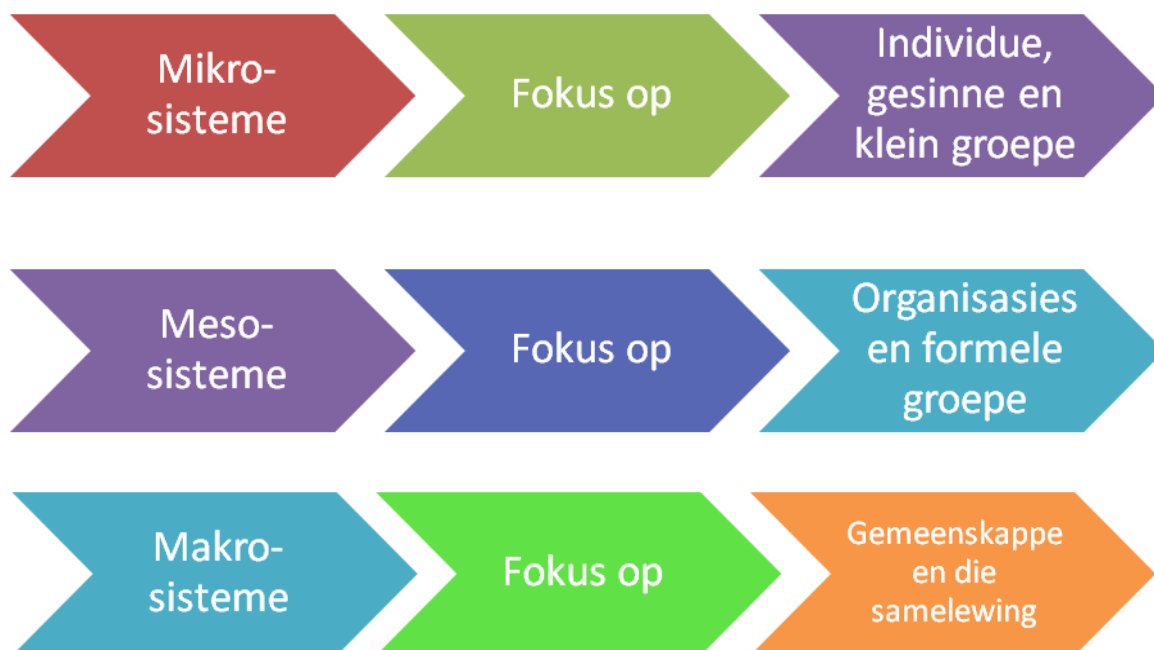 Mikro-
sisteme
Fokus op
Individue,
gesinne en
klein groepe
Meso-
sisteme
Fokus op
Organisasies
en formele
groepe
Makro-
sisteme
Fokus op
Gemeenskappe
en die
samelewing